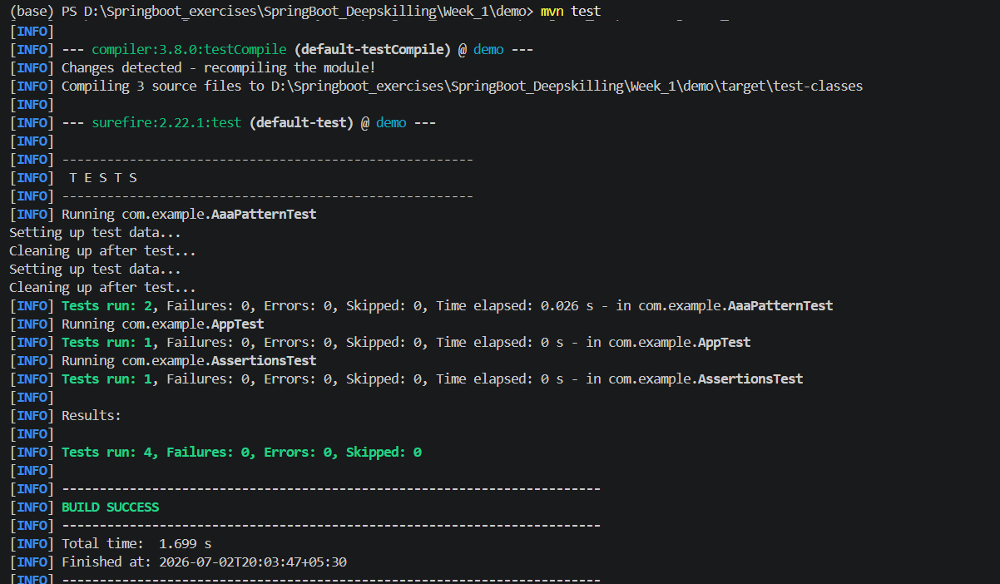 (base) PS D:\Springboot_exercises\SpringBoot_Deepskilling\Week_1\demo> mvn test
[INFO]
[INFO] --- compiler:3.8.0:testCompile (default-testCompile) @ demo ---
[INFO] Changes detected - recompiling the module!
[INFO] Compiling 3 source files to D:\Springboot_exercises\SpringBoot_Deepskilling\Week_1\demo\target\test-classes
[INFO]
[INFO] --- surefire:2.22.1:test (default-test) @ demo ---
[INFO]
[INFO] -------------------------------------------------------
[INFO]  T E S T S
[INFO] -------------------------------------------------------
[INFO] Running com.example.AaaPatternTest
Setting up test data...
Cleaning up after test...
Setting up test data...
Cleaning up after test...
[INFO] Tests run: 2, Failures: 0, Errors: 0, Skipped: 0, Time elapsed: 0.026 s - in com.example.AaaPatternTest
[INFO] Running com.example.AppTest
[INFO] Tests run: 1, Failures: 0, Errors: 0, Skipped: 0, Time elapsed: 0 s - in com.example.AppTest
[INFO] Running com.example.AssertionsTest
[INFO] Tests run: 1, Failures: 0, Errors: 0, Skipped: 0, Time elapsed: 0 s - in com.example.AssertionsTest
[INFO]
[INFO] Results:
[INFO]
[INFO] Tests run: 4, Failures: 0, Errors: 0, Skipped: 0
[INFO]
[INFO] ------------------------------------------------------------------------
[INFO] BUILD SUCCESS
[INFO] ------------------------------------------------------------------------
[INFO] Total time:  1.699 s
[INFO] Finished at: 2026-07-02T20:03:47+05:30
[INFO] ------------------------------------------------------------------------